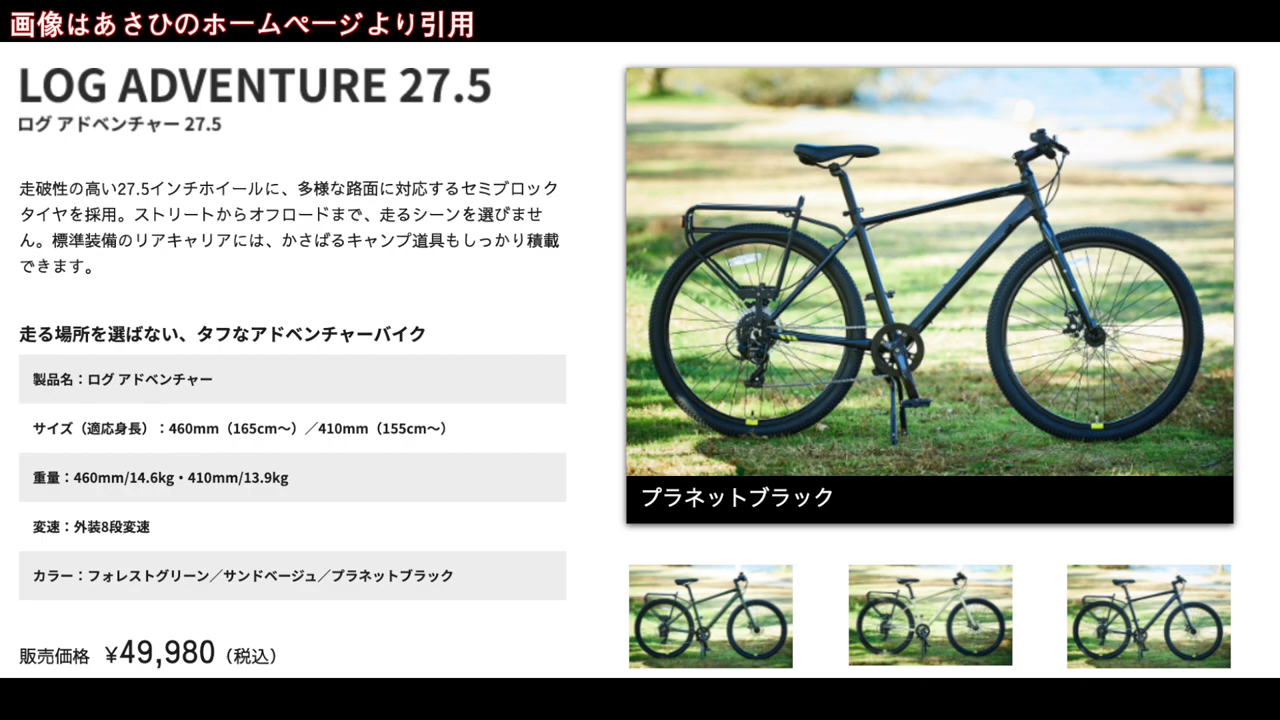 画像はあさひのホームページより引用
LOG ADVENTURE 27.5
ログ アドベンチャー 27.5
走破性の高い27.5インチホイールに、多様な路面に対応するセミブロック
タイヤを採用。ストリートからオフロードまで、走るシーンを選びませ
ん。標準装備のリアキャリアには、かさばるキャンプ道具もしっかり積載
できます。
走る場所を選ばない、タフなアドベンチャーバイク
製品名：ログ アドベンチャー
サイズ（適応身長）：460mm（165cm〜）／410mm（155cm〜）
重量：460mm/14.6kg・410mm/13.9kg
変速：外装8段変速
カラー：フォレストグリーン／サンドベージュ／プラネットブラック
販売価格 ¥49,980（税込）
プラネットブラック